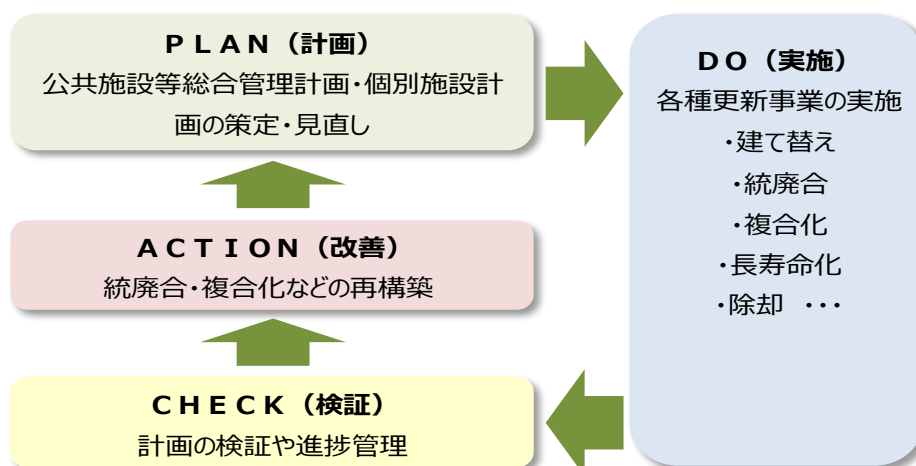 ＰＬＡＮ（計画）
公共施設等総合管理計画・個別施設計
画の策定・見直し
ＤＯ（実施）
各種更新事業の実施
・建て替え
・統廃合
・複合化
・長寿命化
・除却　・・・
ＡＣＴＩＯＮ（改善）
統廃合・複合化などの再構築
ＣＨＥＣＫ（検証）
計画の検証や進捗管理